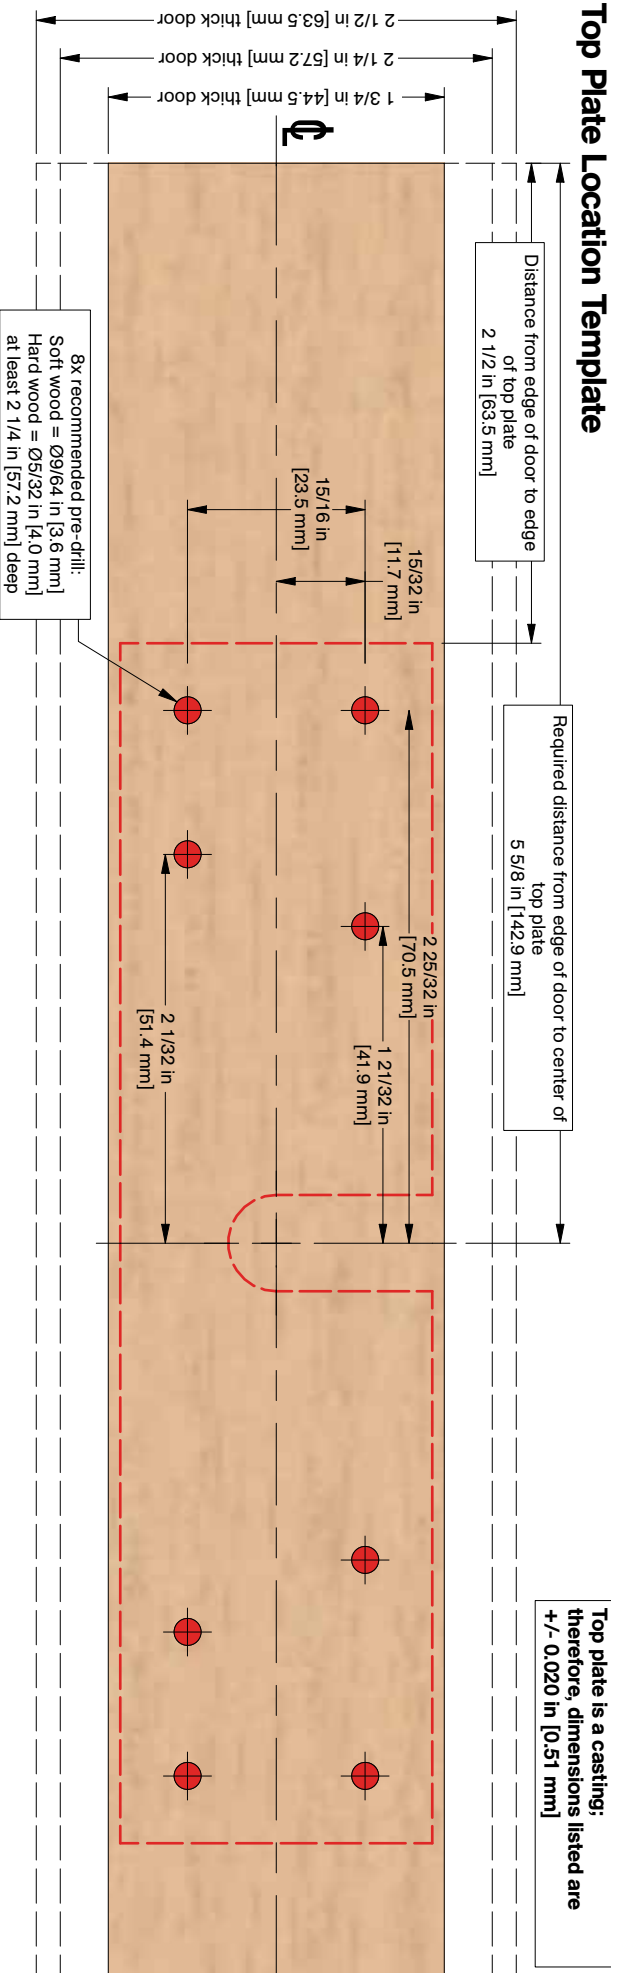 Top Plate Location Template
2 1/2 in [63.5 mm] thick door
2 1/4 in [57.2 mm] thick door
1 3/4 in [44.5 mm] thick door
CL
Distance from edge of door to edge
of top plate
2 1/2 in [63.5 mm]
Required distance from edge of door to center of
top plate
5 5/8 in [142.9 mm]
Top plate is a casting;
therefore, dimensions listed are
+/- 0.020 in [0.51 mm]
15/16 in
[23.5 mm]
15/32 in
[11.7 mm]
2 25/32 in
[70.5 mm]
1 21/32 in
[41.9 mm]
2 1/32 in
[51.4 mm]
8x recommended pre-drill:
Soft wood = Ø9/64 in [3.6 mm]
Hard wood = Ø5/32 in [4.0 mm]
at least 2 1/4 in [57.2 mm] deep